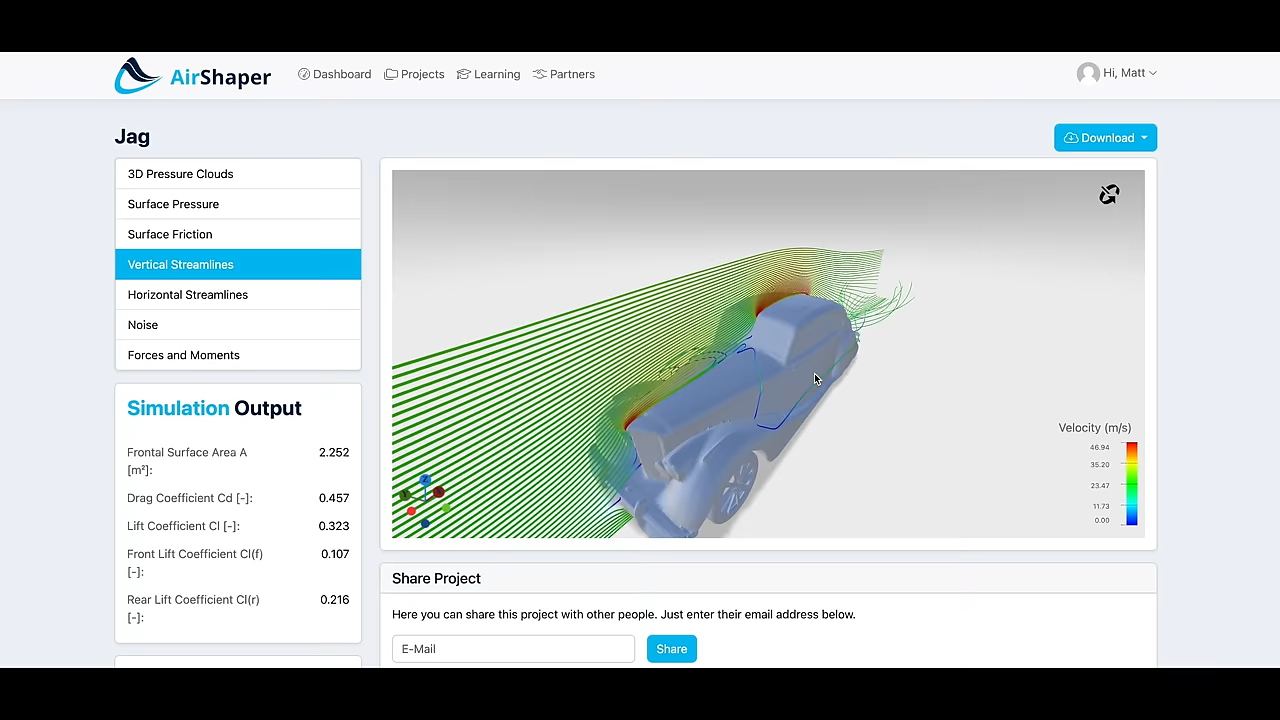 AirShaper
Dashboard
Projects
Learning
Partners
Hi, Matt
Jag
Download
3D Pressure Clouds
Surface Pressure
Surface Friction
Vertical Streamlines
Horizontal Streamlines
Noise
Forces and Moments
Simulation Output
Frontal Surface Area A
[m²]:
2.252
Drag Coefficient Cd [-]:
0.457
Lift Coefficient Cl [-]:
0.323
Front Lift Coefficient Cl(f)
[-]:
0.107
Rear Lift Coefficient Cl(r)
[-]:
0.216
Velocity (m/s)
46.94
35.20
23.47
11.73
0.00
Z
Share Project
Here you can share this project with other people. Just enter their email address below.
E-Mail
Share